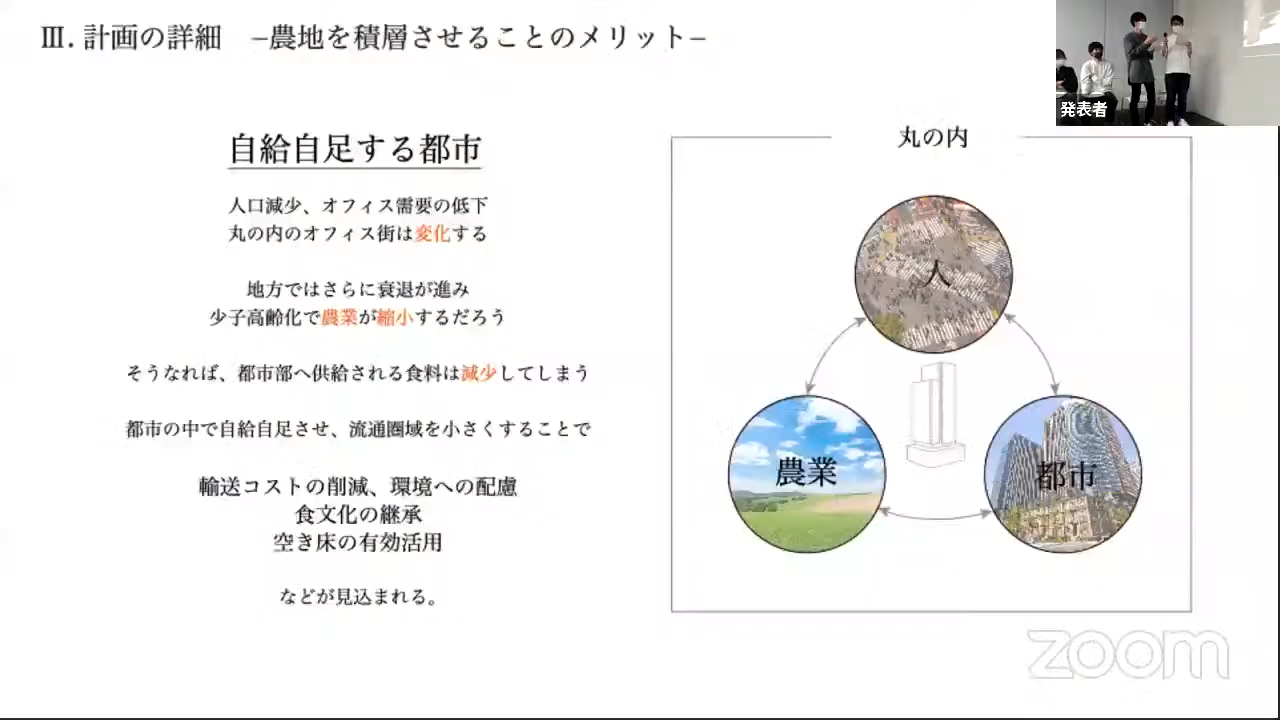 Ⅲ. 計画の詳細 −農地を積層させることのメリット−
発表者
自給自足する都市
人口減少、オフィス需要の低下
丸の内のオフィス街は変化する
地方ではさらに衰退が進み
少子高齢化で農業が縮小するだろう
そうなれば、都市部へ供給される食料は減少してしまう
都市の中で自給自足させ、流通圏域を小さくすることで
輸送コストの削減、環境への配慮
食文化の継承
空き床の有効活用
などが見込まれる。
丸の内
人
農業
都市
zoom